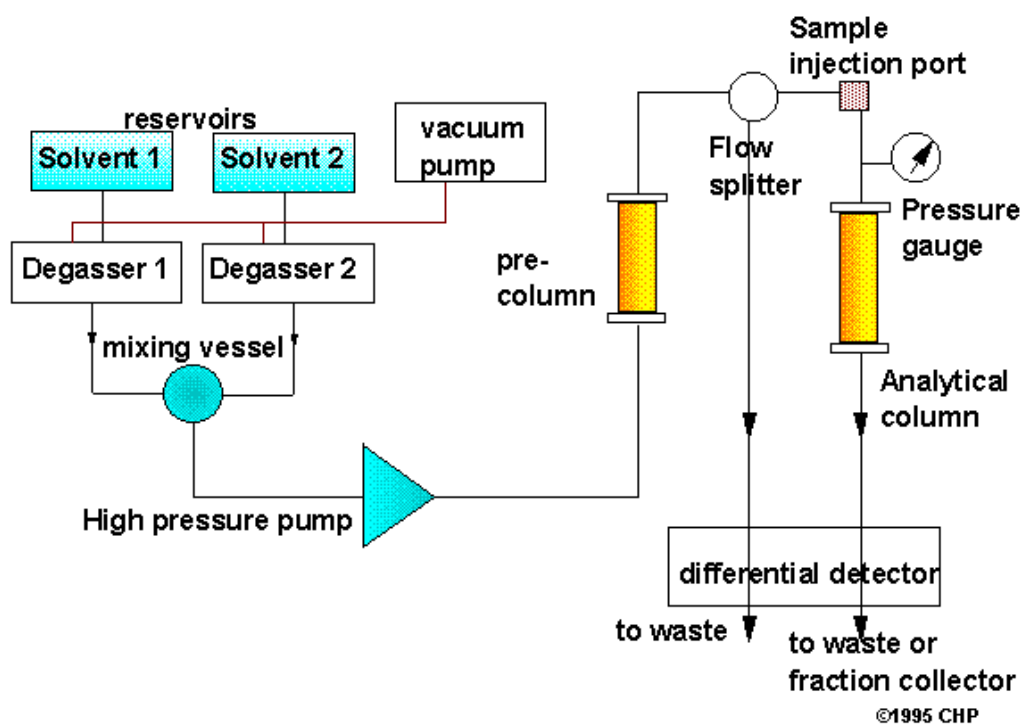 Sample
injection port
reservoirs
vacuum
pump
Solvent 1
Solvent 2
Flow
splitter
Pressure
gauge
Degasser 1
Degasser 2
pre-
column
mixing vessel
Analytical
column
High pressure pump
differential detector
to waste
to waste or
fraction collector
©1995 CHP